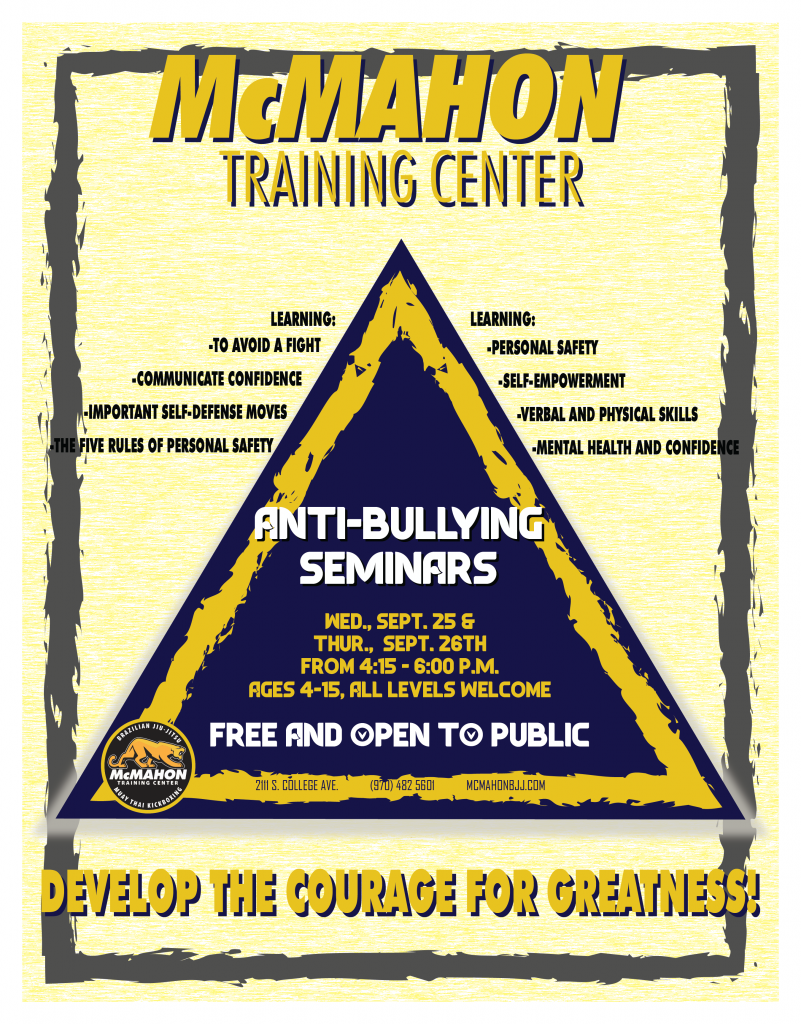 McMAHON
TRAINING CENTER
LEARNING:
-TO AVOID A FIGHT
-COMMUNICATE CONFIDENCE
-IMPORTANT SELF-DEFENSE MOVES
-THE FIVE RULES OF PERSONAL SAFETY
LEARNING:
-PERSONAL SAFETY
-SELF-EMPOWERMENT
-VERBAL AND PHYSICAL SKILLS
-MENTAL HEALTH AND CONFIDENCE
ANTI-BULLYING
SEMINARS
WED., SEPT. 25 &
THUR., SEPT. 26TH
FROM 4:15 - 6:00 P.M.
AGES 4-15, ALL LEVELS WELCOME
FREE AND OPEN TO PUBLIC
BRAZILIAN JIU-JITSU
McMAHON
TRAINING CENTER
MUAY THAI KICKBOXING
2111 S. COLLEGE AVE. (970) 482 5601 MCMAHONBJJ.COM
DEVELOP THE COURAGE FOR GREATNESS!